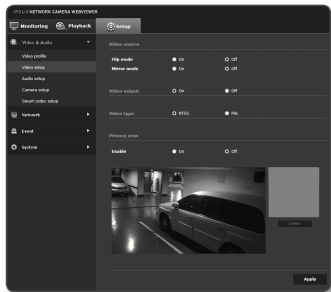 iPOLiS NETWORK CAMERA WEBVIEWER
Monitoring Playback Setup
Video & Audio
Video profile
Video setup
Audio setup
Camera setup
Smart codec setup
Network
Event
System
Video source
Flip mode On Off
Mirror mode On Off
Video output On Off
Video type NTSC PAL
Privacy area
Enable On Off
Apply